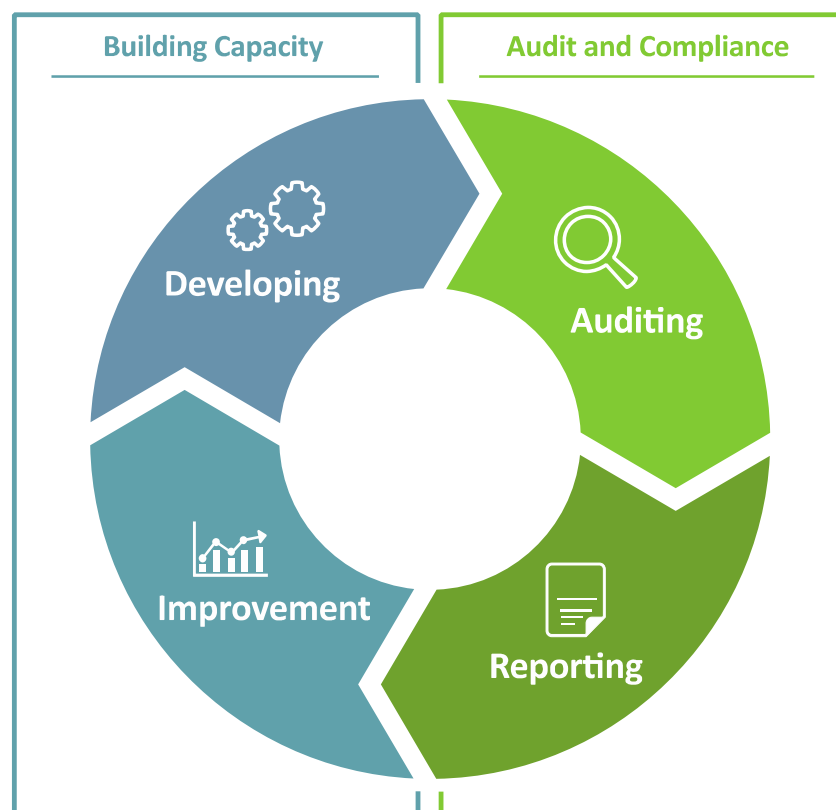 Building Capacity
Audit and Compliance
Developing
Auditing
Improvement
Reporting